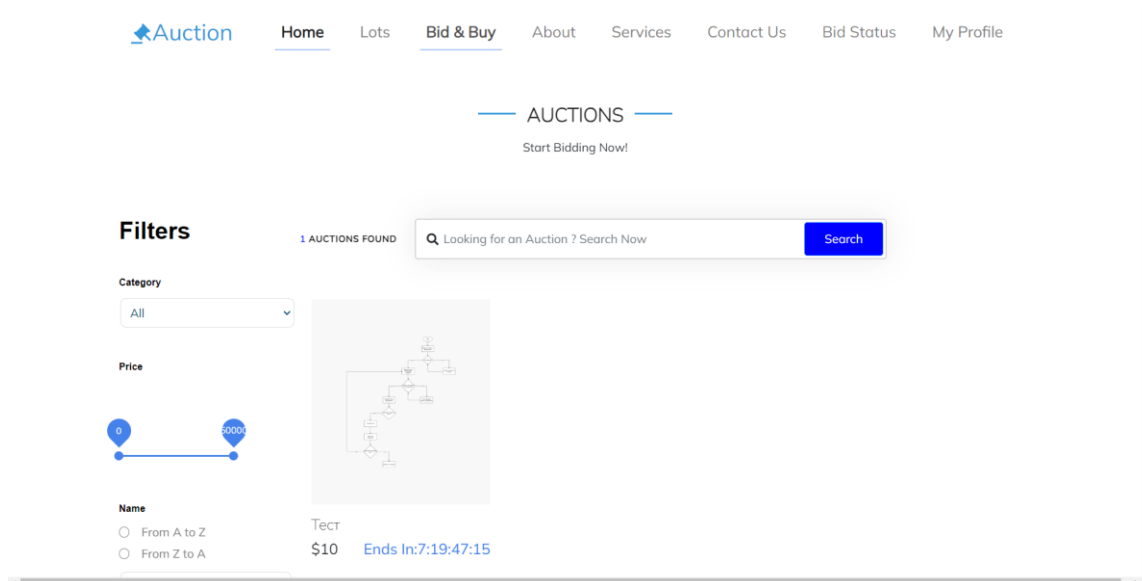 Auction
Home Lots Bid & Buy About Services Contact Us Bid Status My Profile
AUCTIONS
Start Bidding Now!
Filters
1 AUCTIONS FOUND
Looking for an Auction ? Search Now
Search
Category
All
Price
0
Name
From A to Z
From Z to A
Тест
$10 Ends In:7:19:47:15